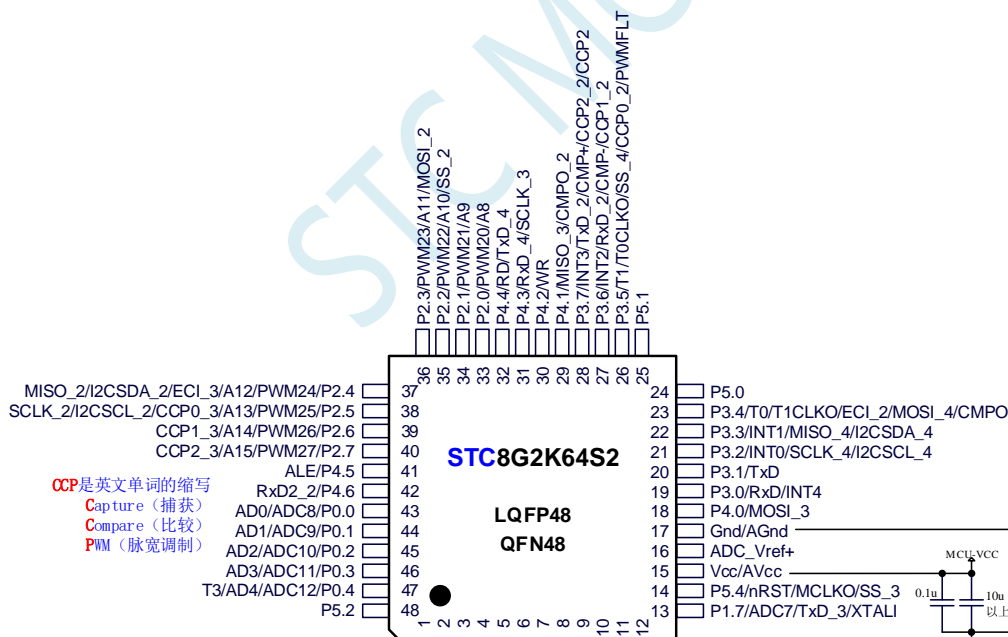 STC MC
P2.3/PWM23/A11/MOSI_2
P2.2/PWM22/A10/SS_2
P2.1/PWM21/A9
P2.0/PWM20/A8
P4.4/RD/TxD_4
P4.3/RxD_4/SCLK_3
P4.2/WR
P4.1/MISO_3/CMPO_2
P3.7/INT3/TxD_2/CMP+/CCP2_2/CCP2
P3.6/INT2/RxD_2/CMP-/CCP1_2
P3.5/T1/T0CLKO/SS_4/CCP0_2/PWMFLT
P5.1
36 35 34 33 32 31 30 29 28 27 26 25
MISO_2/I2CSDA_2/ECI_3/A12/PWM24/P2.4 37
SCLK_2/I2CSCL_2/CCP0_3/A13/PWM25/P2.5 38
CCP1_3/A14/PWM26/P2.6 39
CCP2_3/A15/PWM27/P2.7 40
ALE/P4.5 41
RxD2_2/P4.6 42
AD0/ADC8/P0.0 43
AD1/ADC9/P0.1 44
AD2/ADC10/P0.2 45
AD3/ADC11/P0.3 46
T3/AD4/ADC12/P0.4 47
P5.2 48
CCP是英文单词的缩写
Capture（捕获）
Compare（比较）
PWM（脉宽调制）
STC8G2K64S2
LQFP48
QFN48
24 P5.0
23 P3.4/T0/T1CLKO/ECI_2/MOSI_4/CMPO
22 P3.3/INT1/MISO_4/I2CSDA_4
21 P3.2/INT0/SCLK_4/I2CSCL_4
20 P3.1/TxD
19 P3.0/RxD/INT4
18 P4.0/MOSI_3
17 Gnd/AGnd
16 ADC_Vref+
15 Vcc/AVcc
14 P5.4/nRST/MCLKO/SS_3
13 P1.7/ADC7/TxD_3/XTALI
MCU-VCC
0.1u
10u
以上
1 2 3 4 5 6 7 8 9 10 11 12